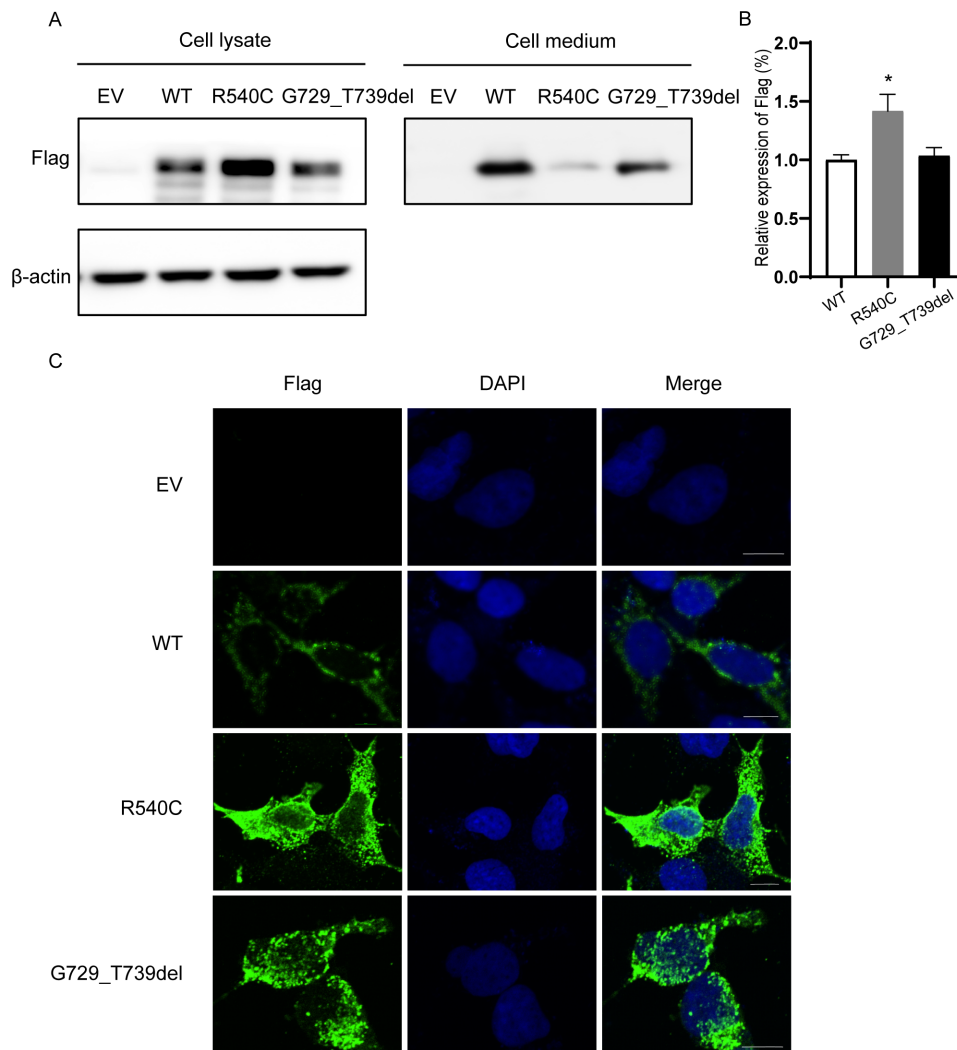 A
Cell lysate
Cell medium
EV WT R540C G729_T739del
EV WT R540C G729_T739del
Flag
β-actin
B
Relative expression of Flag (%)
2.0
1.5
1.0
0.5
0.0
*
WT
R540C
G729_T739del
C
Flag DAPI Merge
EV
WT
R540C
G729_T739del